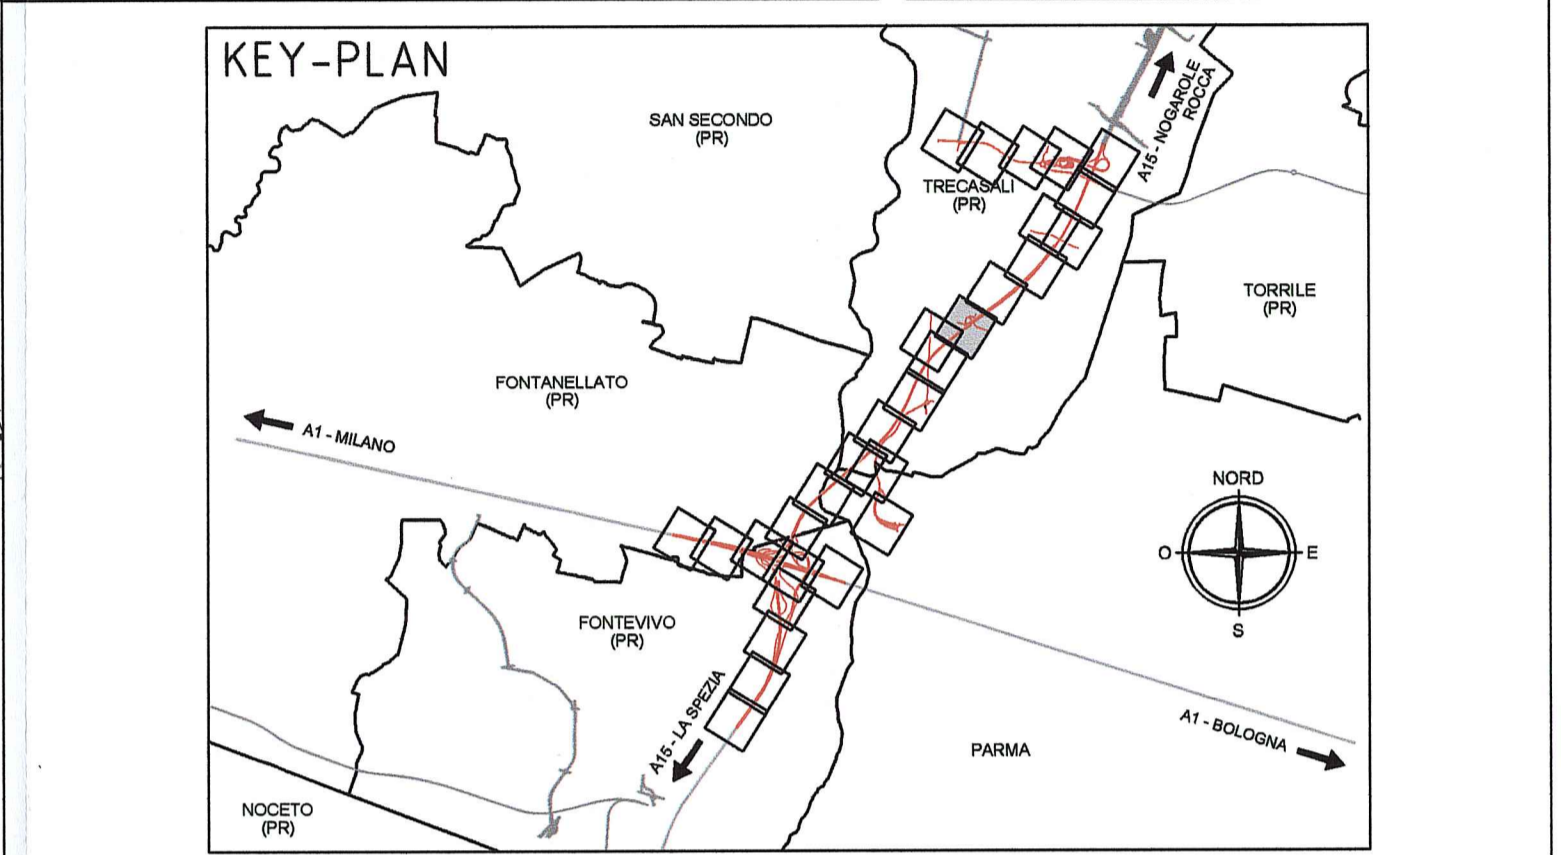 KEY-PLAN
SAN SECONDO
(PR)
A15 - NOGAROLE
ROCCA
TRECASALI
(PR)
TORRILE
(PR)
FONTANELLATO
(PR)
A1 - MILANO
NORD
O
E
S
FONTEVIVO
(PR)
A15 - LA SPEZIA
A1 - BOLOGNA
PARMA
NOCETO
(PR)